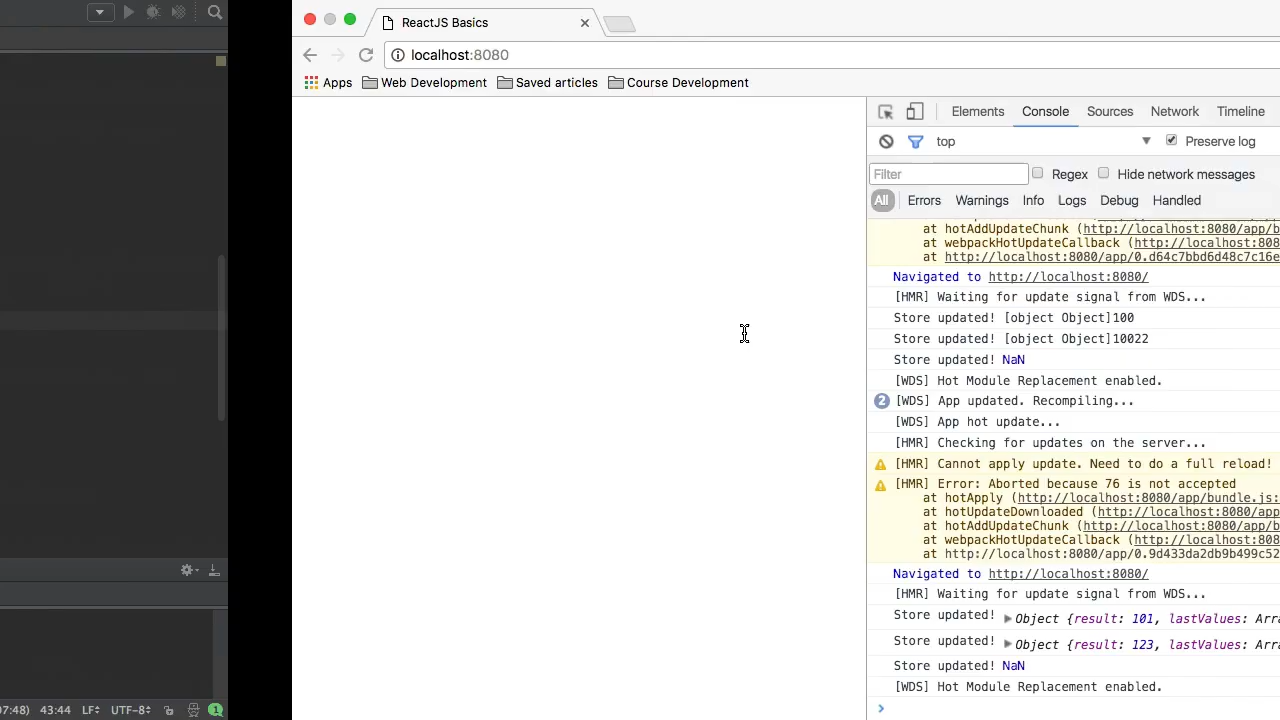 ReactJS Basics
localhost:8080
Apps Web Development Saved articles Course Development
Elements Console Sources Network Timeline
top Preserve log
Filter Regex Hide network messages
All Errors Warnings Info Logs Debug Handled
at hotAddUpdateChunk (http://localhost:8080/app/b
at webpackHotUpdateCallback (http://localhost:808
at http://localhost:8080/app/0.d64c7bbd6d48c7c16e
Navigated to http://localhost:8080/
[HMR] Waiting for update signal from WDS...
Store updated! [object Object]100
Store updated! [object Object]10022
Store updated! NaN
[WDS] Hot Module Replacement enabled.
2 [WDS] App updated. Recompiling...
[WDS] App hot update...
[HMR] Checking for updates on the server...
[HMR] Cannot apply update. Need to do a full reload!
[HMR] Error: Aborted because 76 is not accepted
at hotApply (http://localhost:8080/app/bundle.js:
at hotUpdateDownloaded (http://localhost:8080/app
at hotAddUpdateChunk (http://localhost:8080/app/b
at webpackHotUpdateCallback (http://localhost:808
at http://localhost:8080/app/0.9d433da2db9b499c52
Navigated to http://localhost:8080/
[HMR] Waiting for update signal from WDS...
Store updated! Object {result: 101, lastValues: Arra
Store updated! Object {result: 123, lastValues: Arra
Store updated! NaN
[WDS] Hot Module Replacement enabled.
07:48) 43:44 LF UTF-8 1